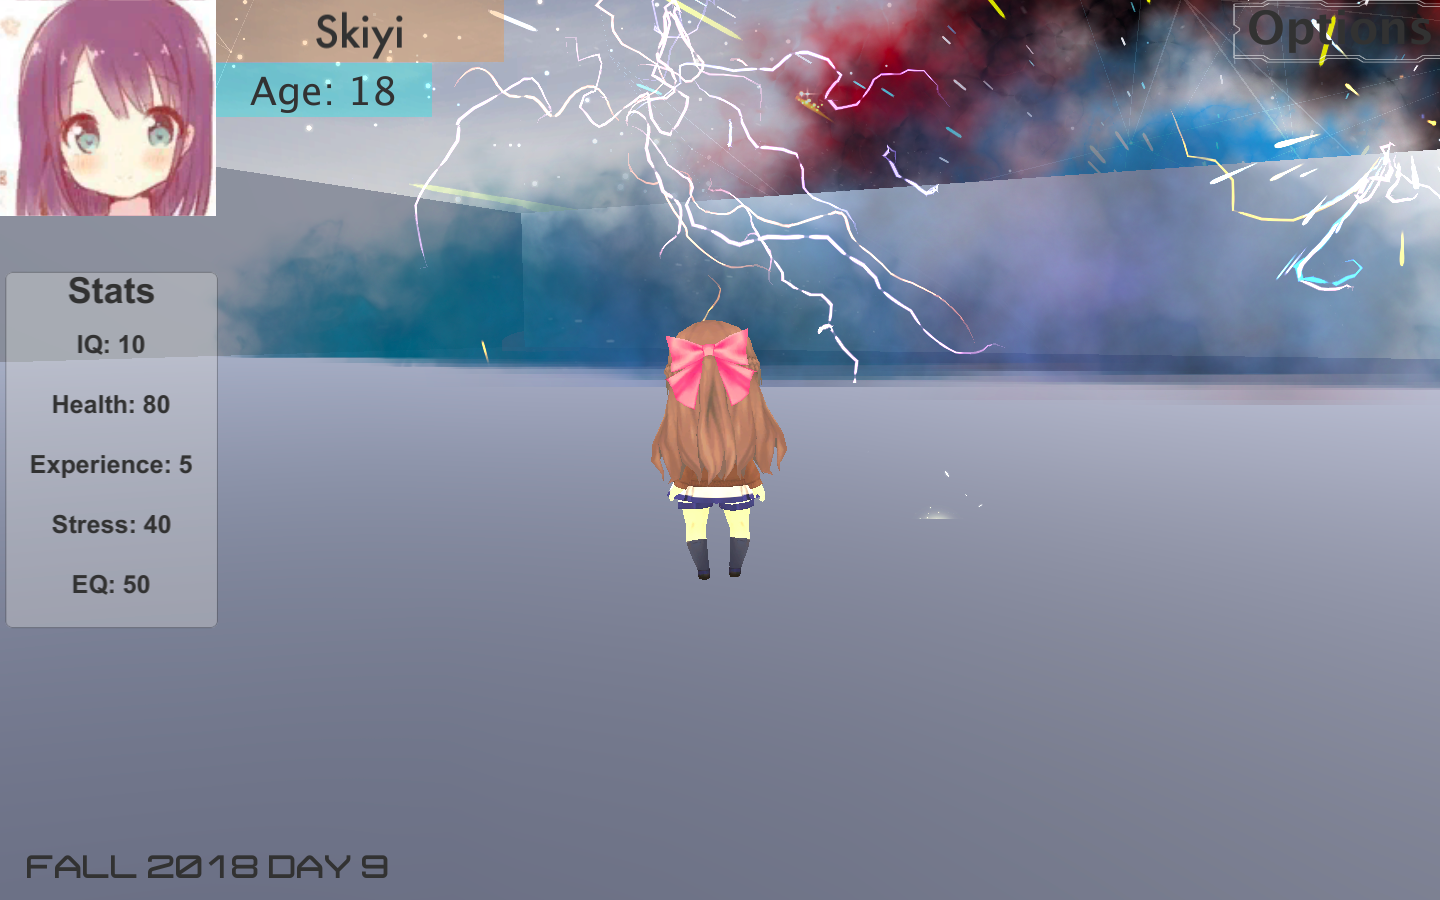 Skiyi
Age: 18
Options
Stats
IQ: 10
Health: 80
Experience: 5
Stress: 40
EQ: 50
FALL 2018 DAY 9